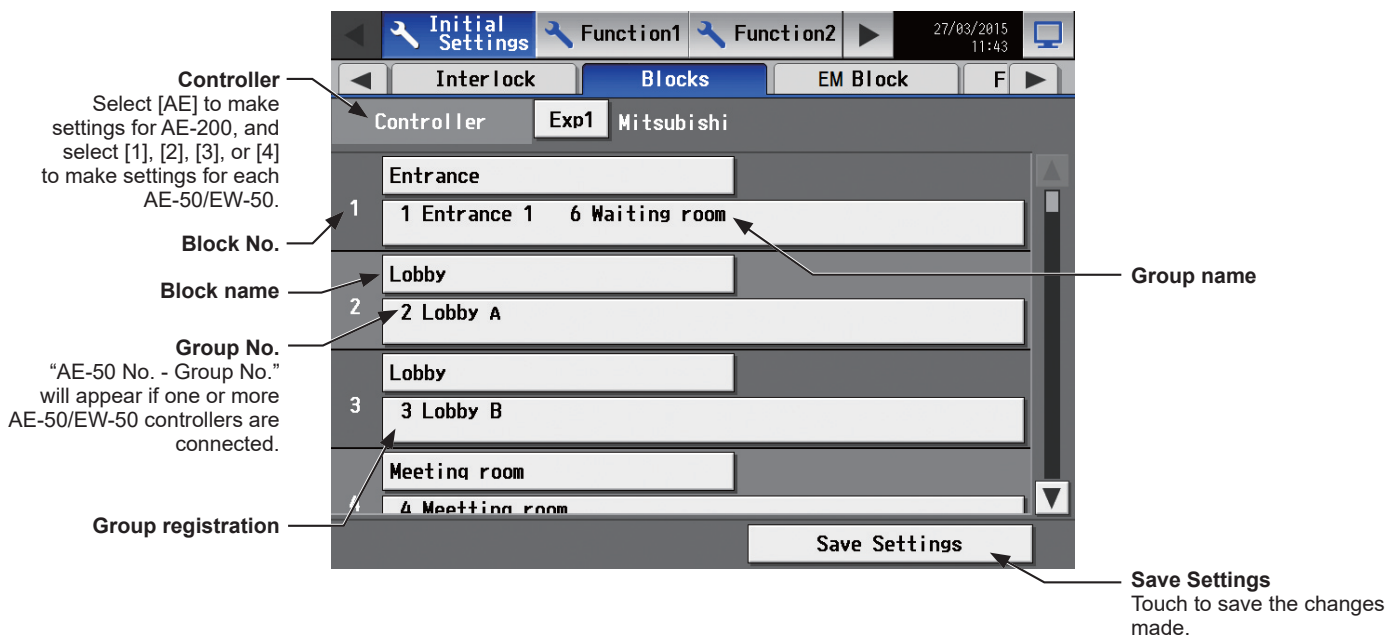 Initial
Settings
Function1
Function2
27/03/2015
11:43
Interlock
Blocks
EM Block
F
Controller
Exp1
Mitsubishi
Entrance
1
1 Entrance 1 6 Waiting room
Lobby
2
2 Lobby A
Lobby
3
3 Lobby B
Meeting room
4
4 Meetting room
Save Settings
Controller
Select [AE] to make
settings for AE-200, and
select [1], [2], [3], or [4]
to make settings for each
AE-50/EW-50.
Block No.
Block name
Group No.
“AE-50 No. - Group No.”
will appear if one or more
AE-50/EW-50 controllers are
connected.
Group registration
Group name
Save Settings
Touch to save the changes
made.